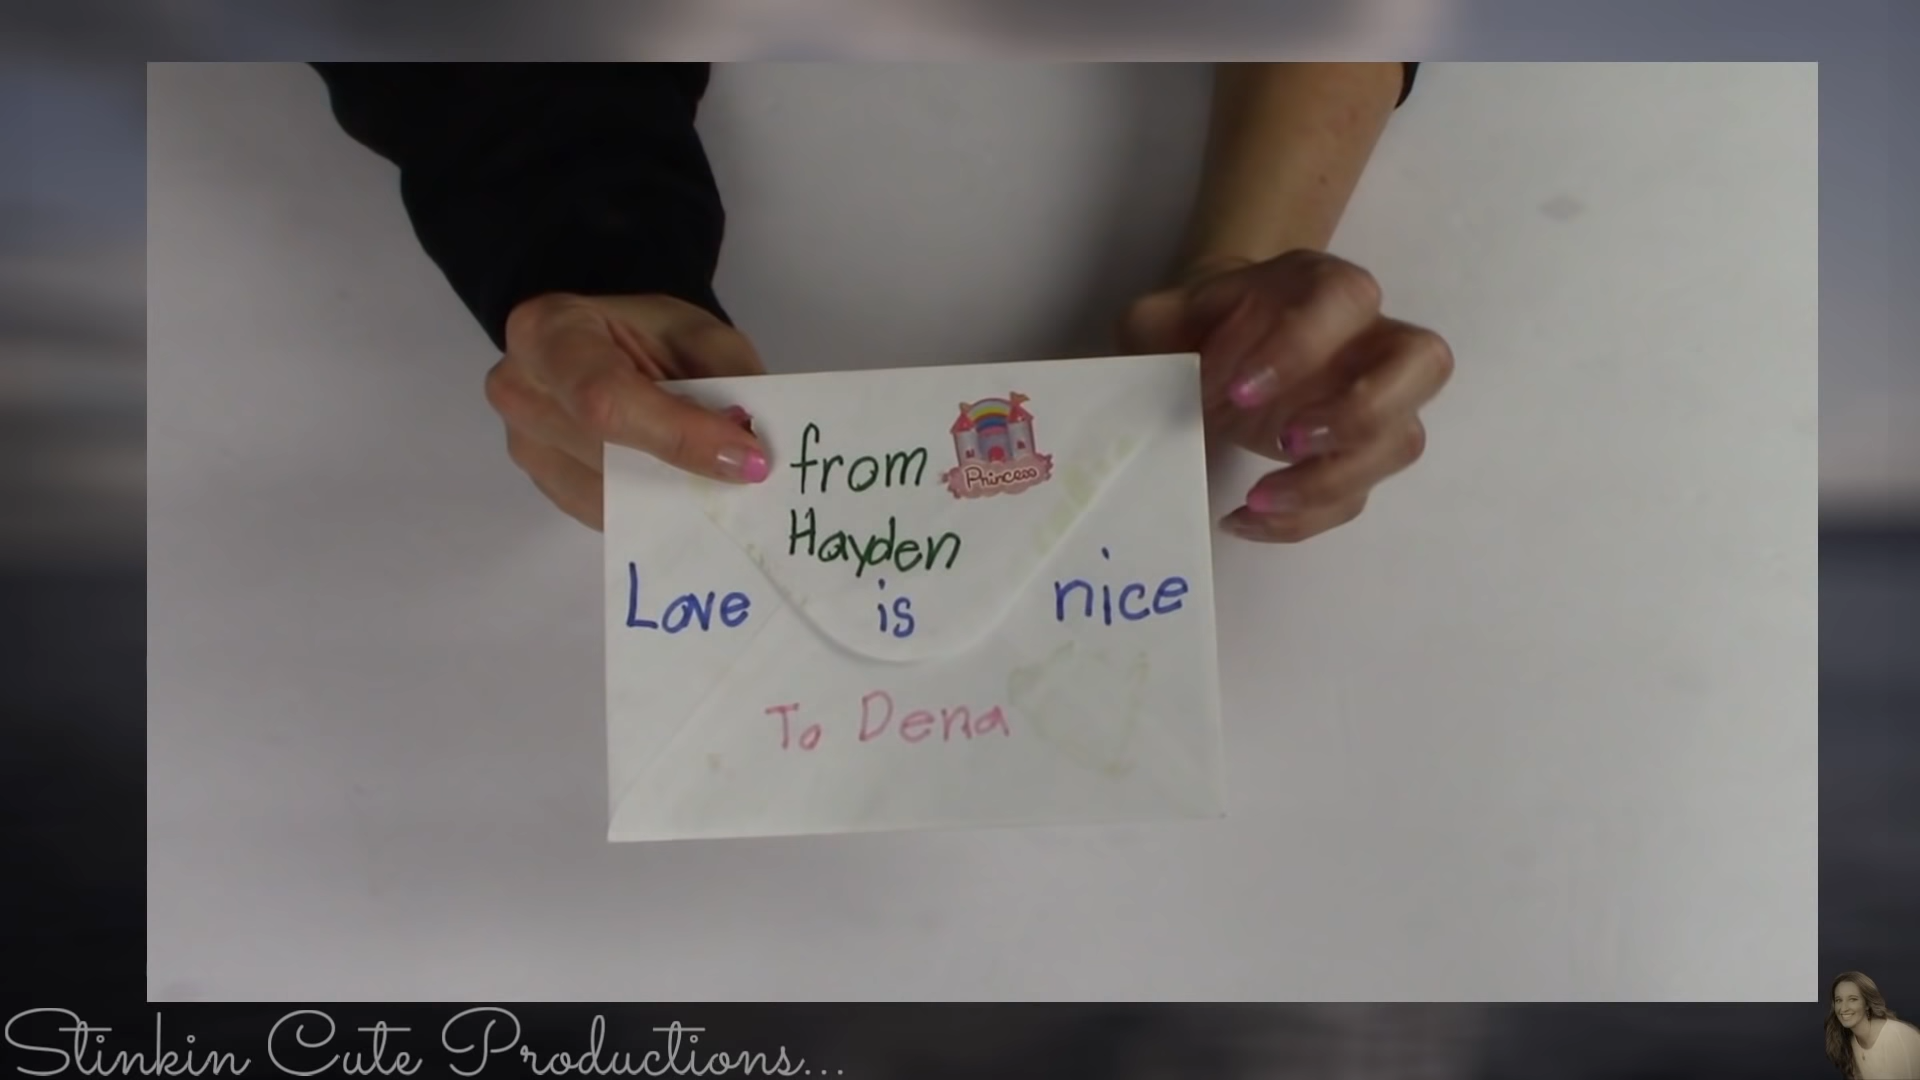 from
Princess
Hayden
Love is nice
To Dena
Stinkin Cute Productions...